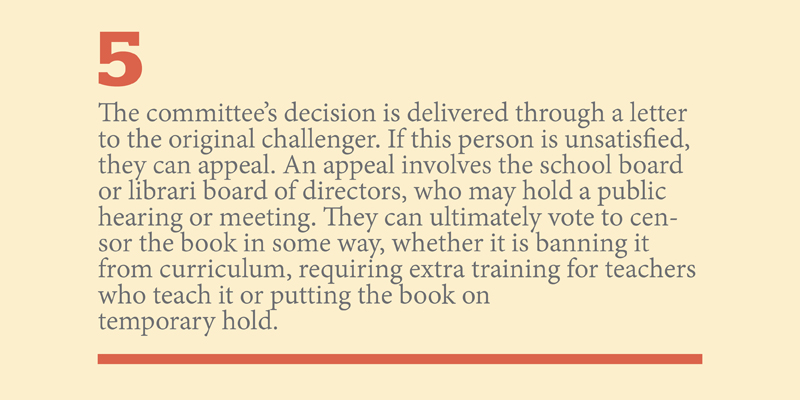 5
The committee’s decision is delivered through a letter
to the original challenger. If this person is unsatisfied,
they can appeal. An appeal involves the school board
or librari board of directors, who may hold a public
hearing or meeting. They can ultimately vote to cen-
sor the book in some way, whether it is banning it
from curriculum, requiring extra training for teachers
who teach it or putting the book on
temporary hold.